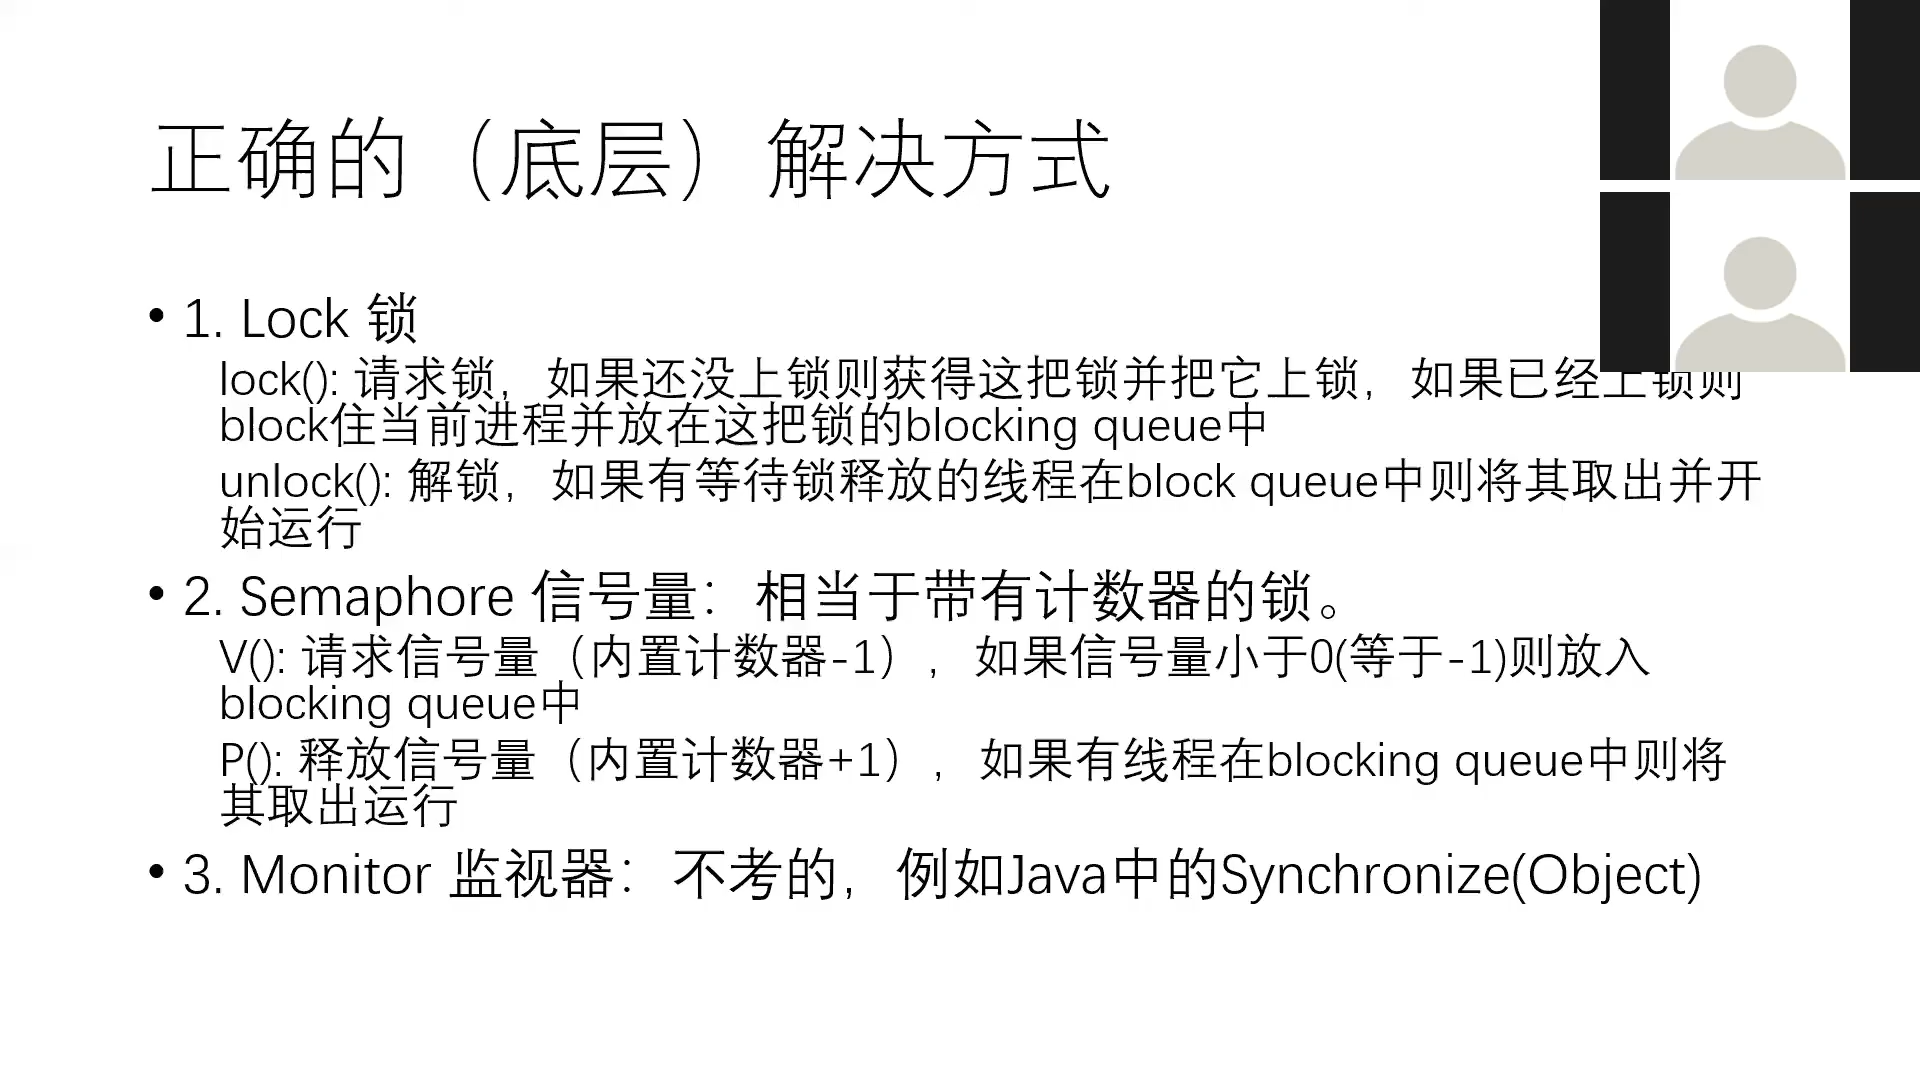 正确的（底层）解决方式
• 1. Lock 锁
lock(): 请求锁，如果还没上锁则获得这把锁并把它上锁，如果已经上锁则
block住当前进程并放在这把锁的blocking queue中
unlock(): 解锁，如果有等待锁释放的线程在block queue中则将其取出并开
始运行
• 2. Semaphore 信号量：相当于带有计数器的锁。
V(): 请求信号量（内置计数器-1），如果信号量小于0(等于-1)则放入
blocking queue中
P(): 释放信号量（内置计数器+1），如果有线程在blocking queue中则将
其取出运行
• 3. Monitor 监视器：不考的，例如Java中的Synchronize(Object)